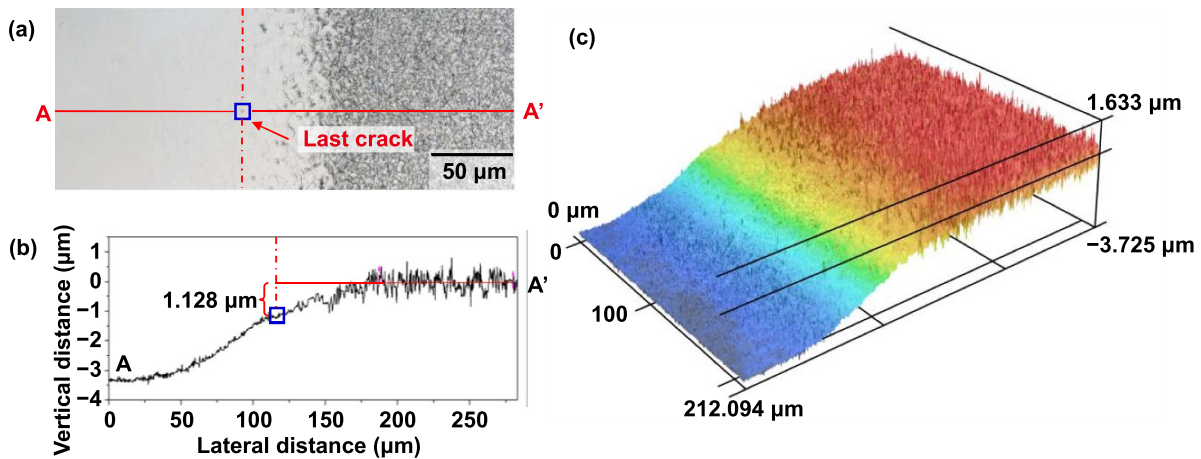 (a)
A
A'
Last crack
50 µm
(b)
Vertical distance (µm)
1
0
−1
−2
−3
−4
1.128 µm
A
A'
0
50
100
150
200
250
Lateral distance (µm)
(c)
1.633 µm
−3.725 µm
0 µm
0
100
212.094 µm